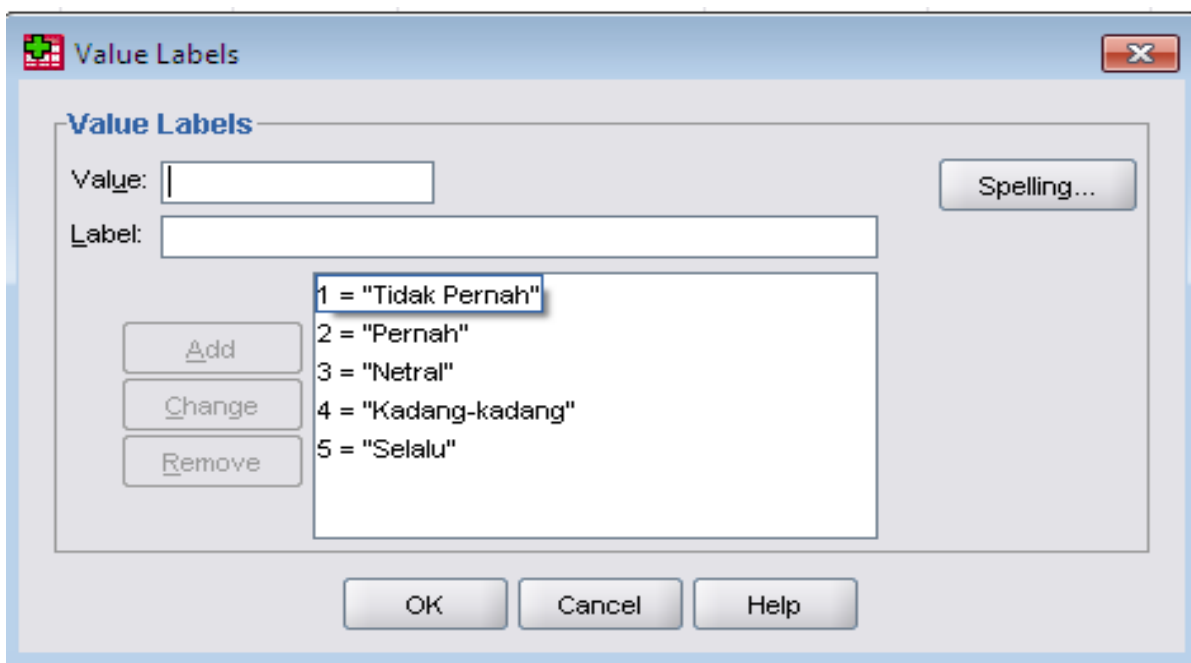 Value Labels
Value Labels
Value:
Spelling...
Label:
1 = "Tidak Pernah"
2 = "Pernah"
3 = "Netral"
4 = "Kadang-kadang"
5 = "Selalu"
Add
Change
Remove
OK
Cancel
Help